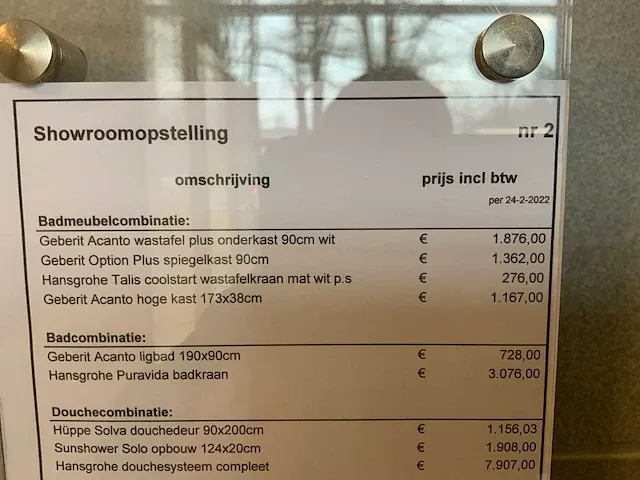 Showroomopstelling nr 2
omschrijving prijs incl btw
per 24-2-2022
Badmeubelcombinatie:
Geberit Acanto wastafel plus onderkast 90cm wit € 1.876,00
Geberit Option Plus spiegelkast 90cm € 1.362,00
Hansgrohe Talis coolstart wastafelkraan mat wit p.s € 276,00
Geberit Acanto hoge kast 173x38cm € 1.167,00
Badcombinatie:
Geberit Acanto ligbad 190x90cm € 728,00
Hansgrohe Puravida badkraan € 3.076,00
Douchecombinatie:
Hüppe Solva douchedeur 90x200cm € 1.156,03
Sunshower Solo opbouw 124x20cm € 1.908,00
Hansgrohe douchesysteem compleet € 7.907,00